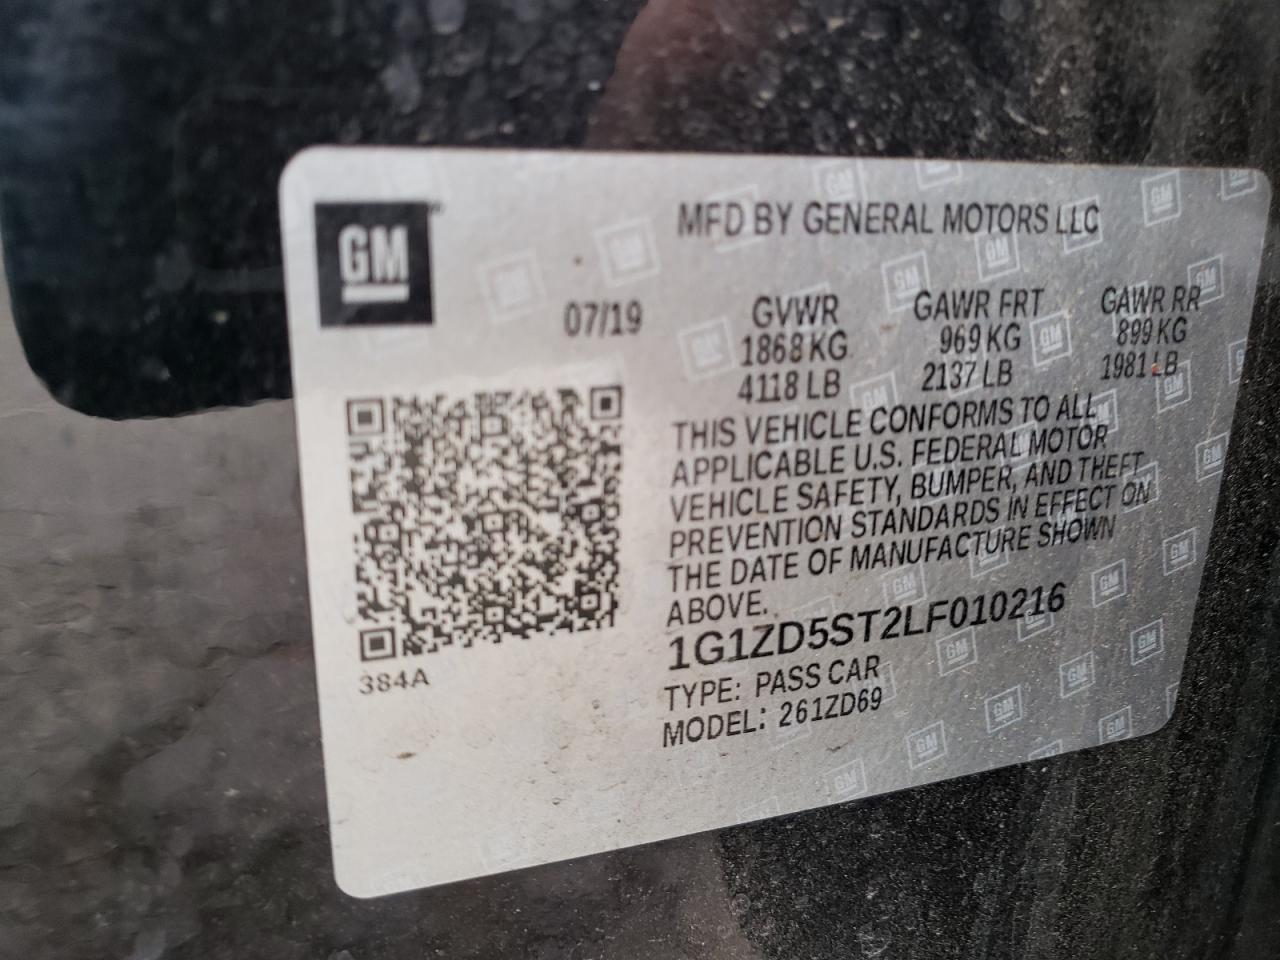 GM
MFD BY GENERAL MOTORS LLC
07/19
GVWR GAWR FRT GAWR RR
1868 KG 969 KG 899 KG
4118 LB 2137 LB 1981 LB
THIS VEHICLE CONFORMS TO ALL
APPLICABLE U.S. FEDERAL MOTOR
VEHICLE SAFETY, BUMPER, AND THEFT
PREVENTION STANDARDS IN EFFECT ON
THE DATE OF MANUFACTURE SHOWN
ABOVE.
1G1ZD5ST2LF010216
TYPE: PASS CAR
MODEL: 261ZD69
384A